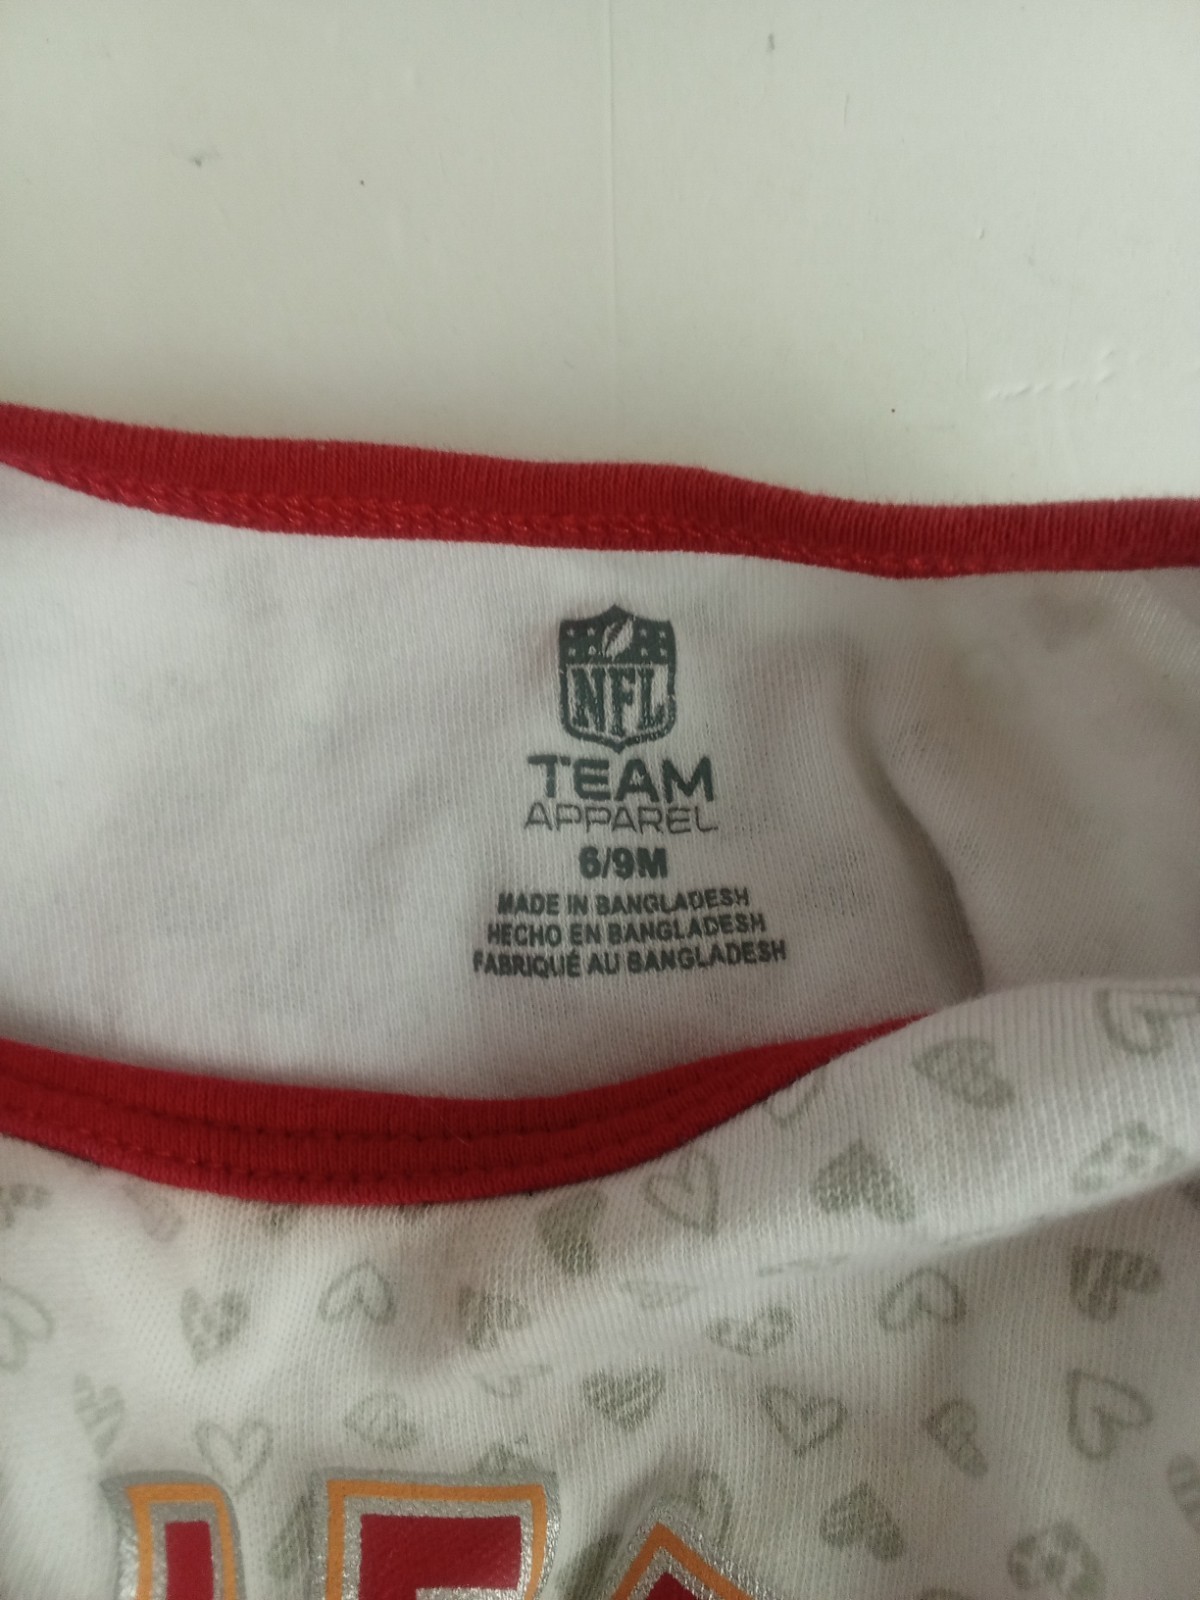 NFL
TEAM
APPAREL
6/9M
MADE IN BANGLADESH
HECHO EN BANGLADESH
FABRIQUÉ AU BANGLADESH